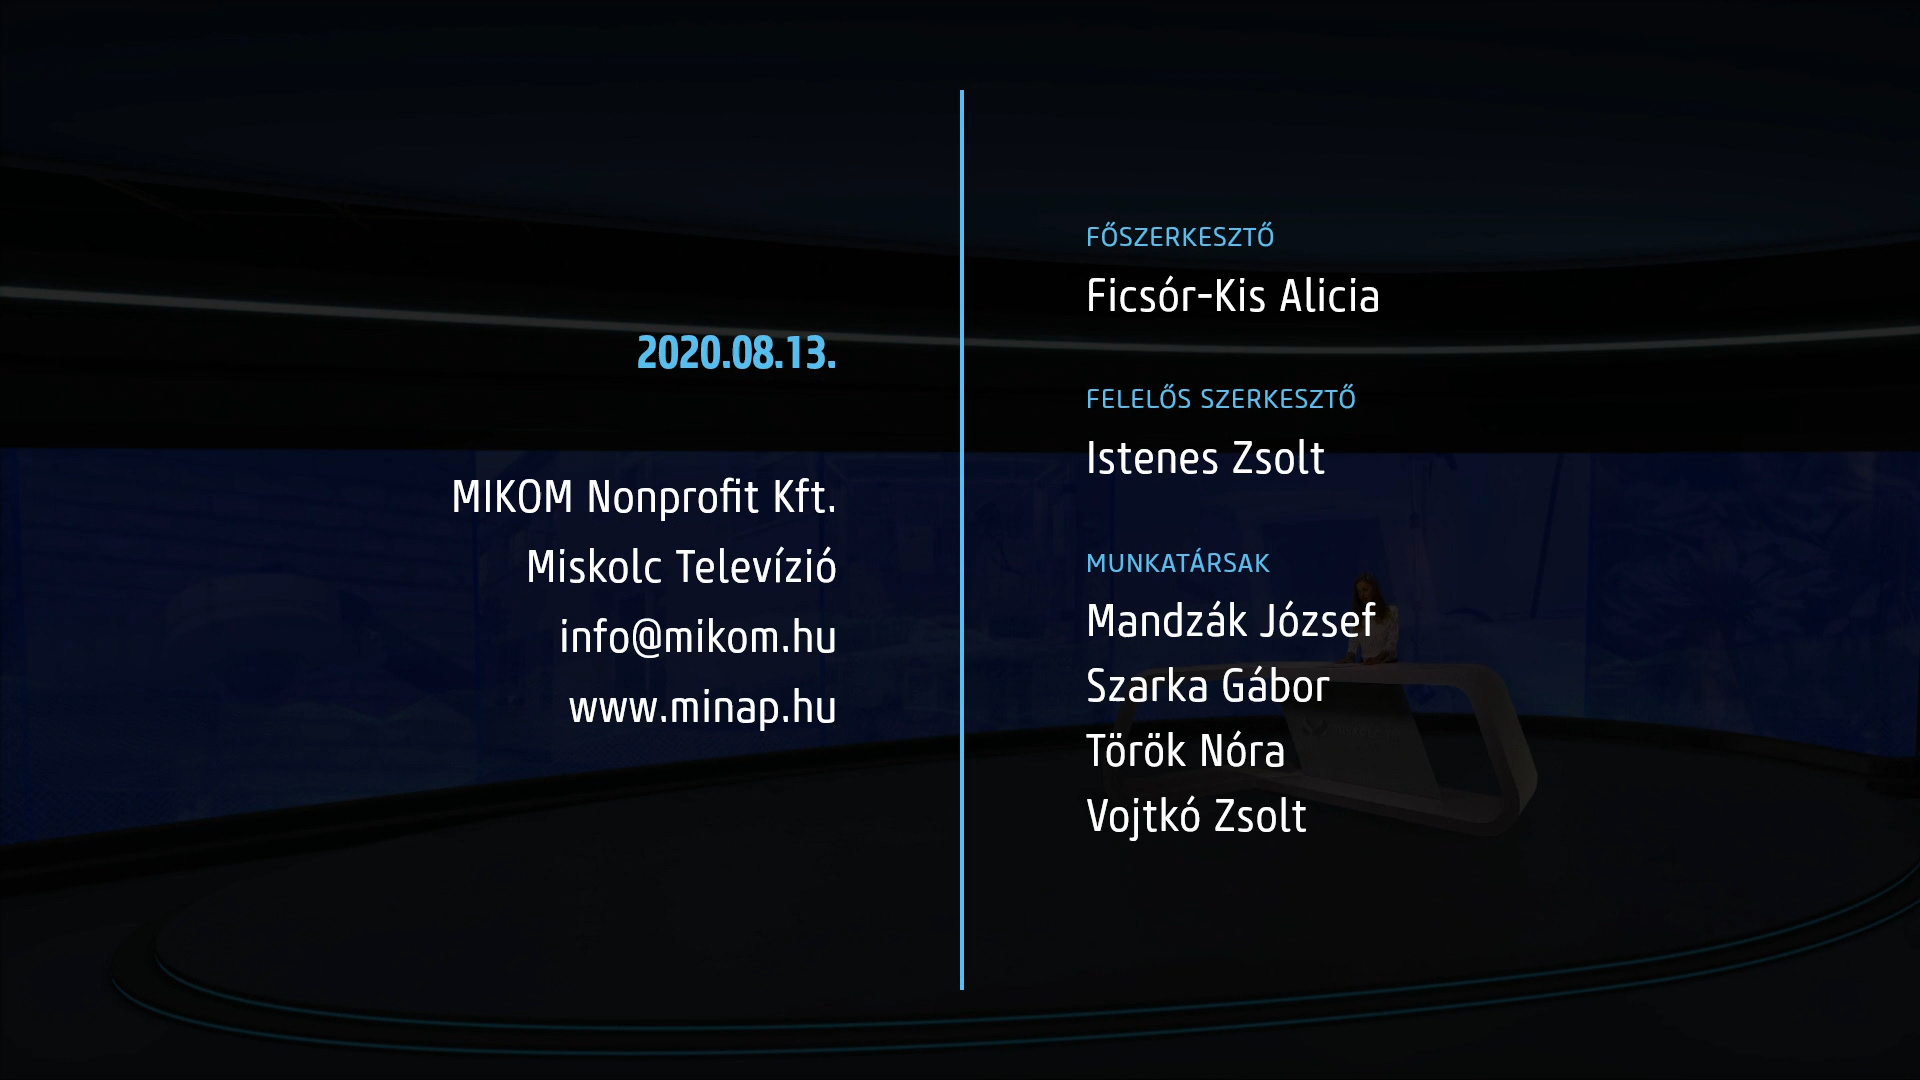 2020.08.13.
MIKOM Nonprofit Kft.
Miskolc Televízió
info@mikom.hu
www.minap.hu
FŐSZERKESZTŐ
Ficsór-Kis Alicia
FELELŐS SZERKESZTŐ
Istenes Zsolt
MUNKATÁRSAK
Mandzák József
Szarka Gábor
Török Nóra
Vojtkó Zsolt